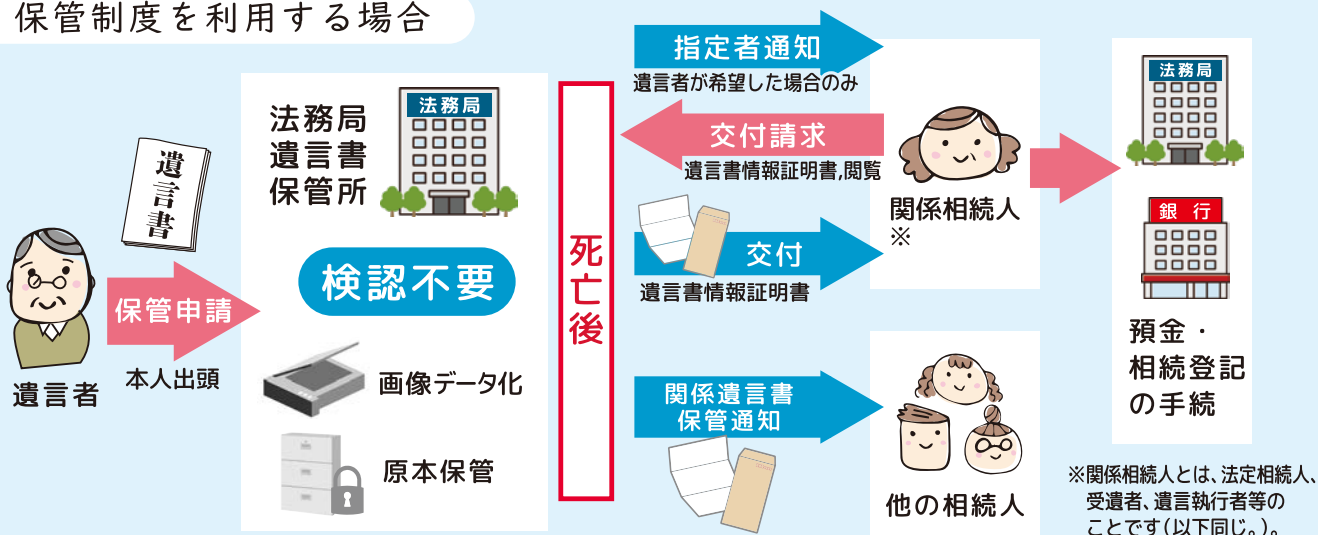 保管制度を利用する場合
遺言書
遺言者
保管申請
本人出頭
法務局
遺言書
保管所
法務局
検認不要
画像データ化
原本保管
死亡後
指定者通知
遺言者が希望した場合のみ
交付請求
遺言書情報証明書,閲覧
交付
遺言書情報証明書
関係遺言書
保管通知
関係相続人
※
他の相続人
法務局
銀行
預金・
相続登記
の手続
※関係相続人とは、法定相続人、
受遺者、遺言執行者等の
ことです(以下同じ。)。